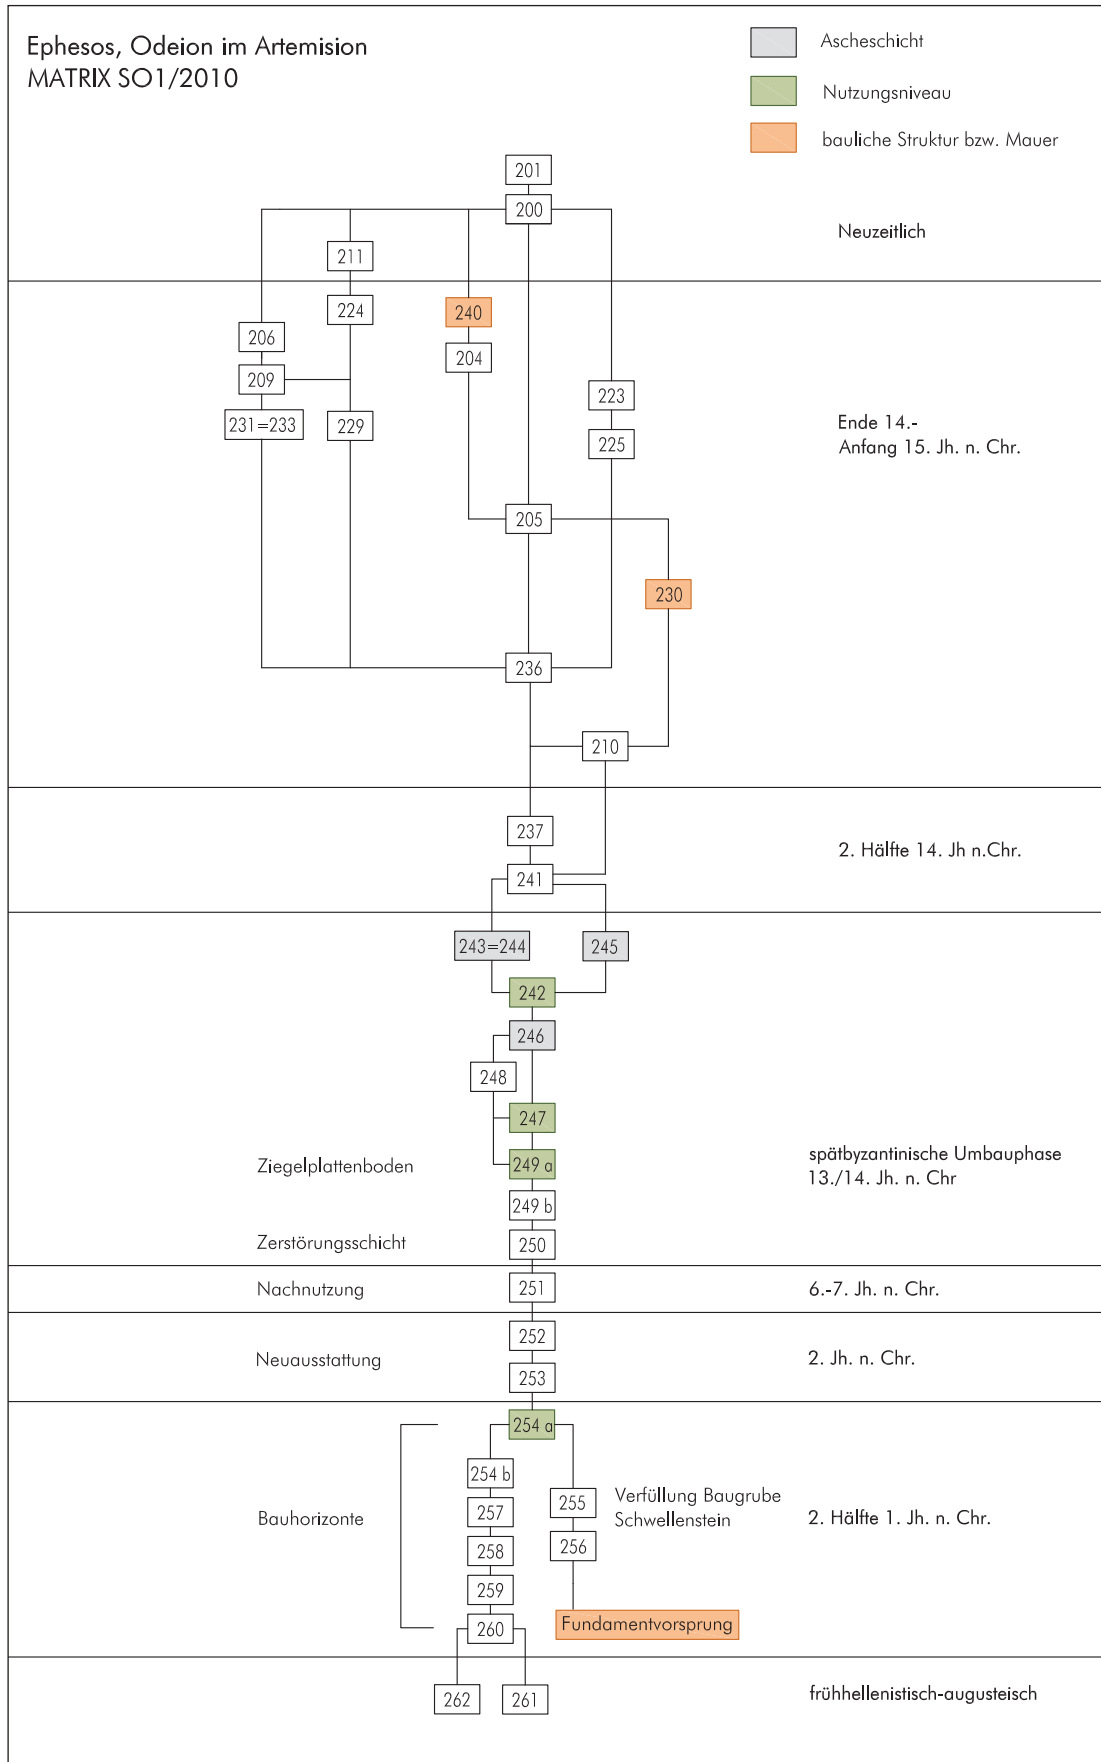 Ephesos, Odeion im Artemision
MATRIX SO1/2010
Ascheschicht
Nutzungsniveau
bauliche Struktur bzw. Mauer
201
200
Neuzeitlich
211
224
240
206
204
209
223
231=233
229
225
Ende 14.-
Anfang 15. Jh. n. Chr.
205
230
236
210
237
2. Hälfte 14. Jh n.Chr.
241
243=244
245
242
246
248
247
Ziegelplattenboden
249 a
spätbyzantinische Umbauphase
13./14. Jh. n. Chr
249 b
Zerstörungsschicht
250
Nachnutzung
251
6.-7. Jh. n. Chr.
252
Neuausstattung
2. Jh. n. Chr.
253
254 a
254 b
257
255
Verfüllung Baugrube
Schwellenstein
Bauhorizonte
2. Hälfte 1. Jh. n. Chr.
258
256
259
260
Fundamentvorsprung
262
261
frühhellenistisch-augusteisch